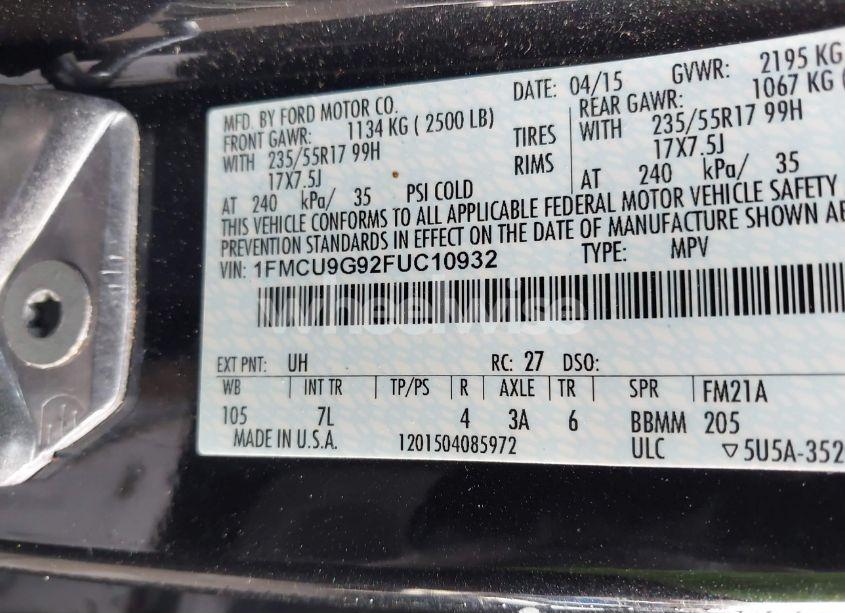 MFD. BY FORD MOTOR CO.
DATE: 04/15 GVWR: 2195 KG
FRONT GAWR: 1134 KG ( 2500 LB) REAR GAWR: 1067 KG (
WITH 235/55R17 99H TIRES WITH 235/55R17 99H
17X7.5J RIMS 17X7.5J
AT 240 kPa/ 35 PSI COLD AT 240 kPa/ 35
THIS VEHICLE CONFORMS TO ALL APPLICABLE FEDERAL MOTOR VEHICLE SAFETY
PREVENTION STANDARDS IN EFFECT ON THE DATE OF MANUFACTURE SHOWN
VIN: 1FMCU9G92FUC10932 TYPE: MPV
wheelwise
EXT PNT: UH RC: 27 DSO:
WB INT TR TP/PS R AXLE TR SPR FM21A
105 7L 4 3A 6 BBMM 205
MADE IN U.S.A. 1201504085972 ULC ▽5U5A-352